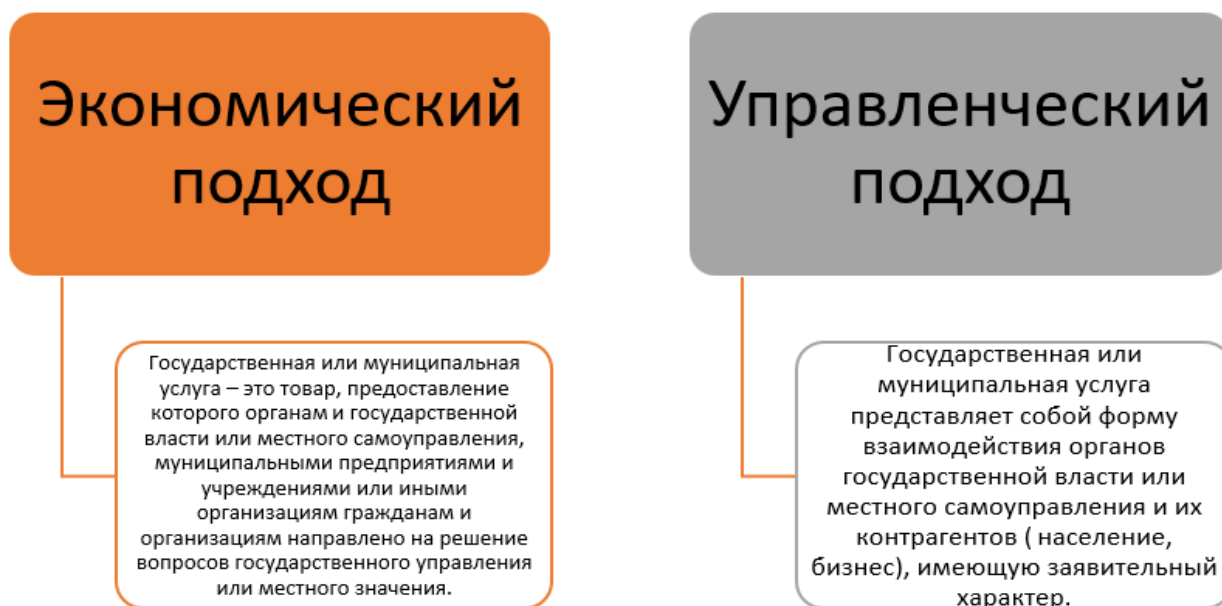 Экономический
подход
Государственная или муниципальная
услуга – это товар, предоставление
которого органам и государственной
власти или местного самоуправления,
муниципальными предприятиями и
учреждениями или иными
организациям гражданам и
организациям направлено на решение
вопросов государственного управления
или местного значения.
Управленческий
подход
Государственная или
муниципальная услуга
представляет собой форму
взаимодействия органов
государственной власти или
местного самоуправления и их
контрагентов ( население,
бизнес), имеющую заявительный
характер.